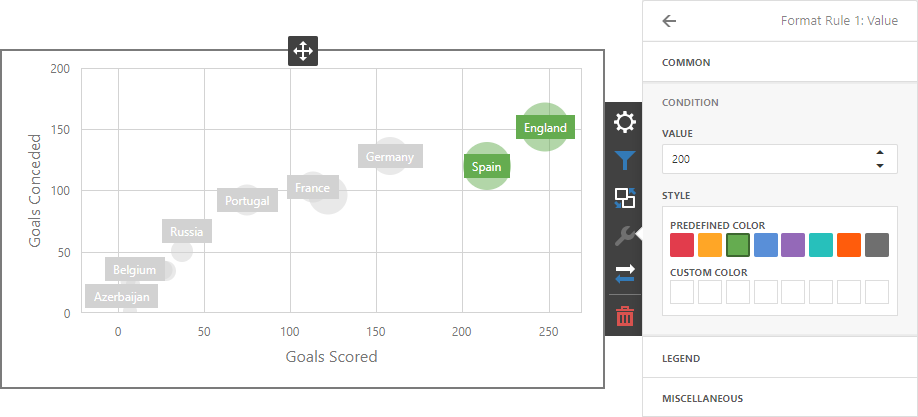 Format Rule 1: Value
COMMON
CONDITION
VALUE
200
STYLE
PREDEFINED COLOR
CUSTOM COLOR
LEGEND
MISCELLANEOUS
Goals Conceded
200
150
100
50
0
England
Spain
Germany
France
Portugal
Russia
Belgium
Azerbaijan
0
50
100
150
200
250
Goals Scored